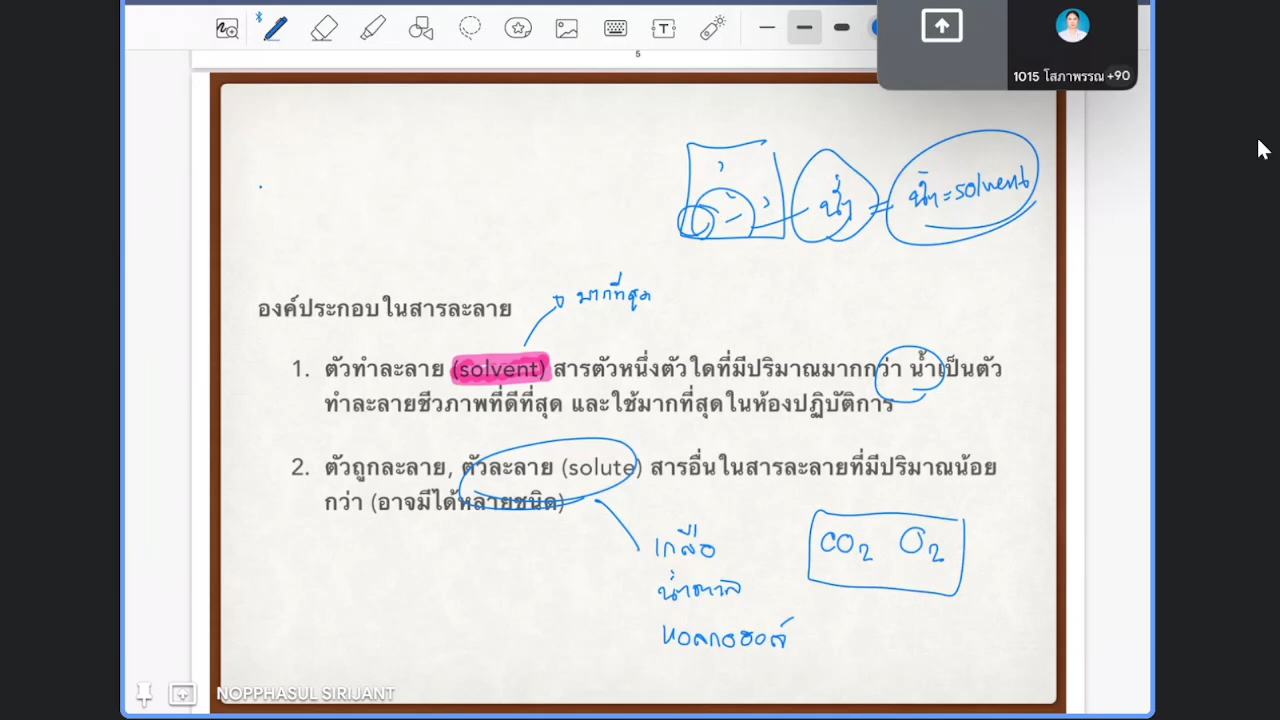 5
1015 โสภาพรรณ +90
น้ำ = น้ำ = solvent
มากที่สุด
องค์ประกอบในสารละลาย
1. ตัวทำละลาย (solvent) สารตัวหนึ่งตัวใดที่มีปริมาณมากกว่า น้ำเป็นตัว
ทำละลายชีวภาพที่ดีที่สุด และใช้มากที่สุดในห้องปฏิบัติการ
2. ตัวถูกละลาย, ตัวละลาย (solute) สารอื่นในสารละลายที่มีปริมาณน้อย
กว่า (อาจมีได้หลายชนิด)
เกลือ
CO2 O2
น้ำตาล
NOPPHASUL SIRIJANT